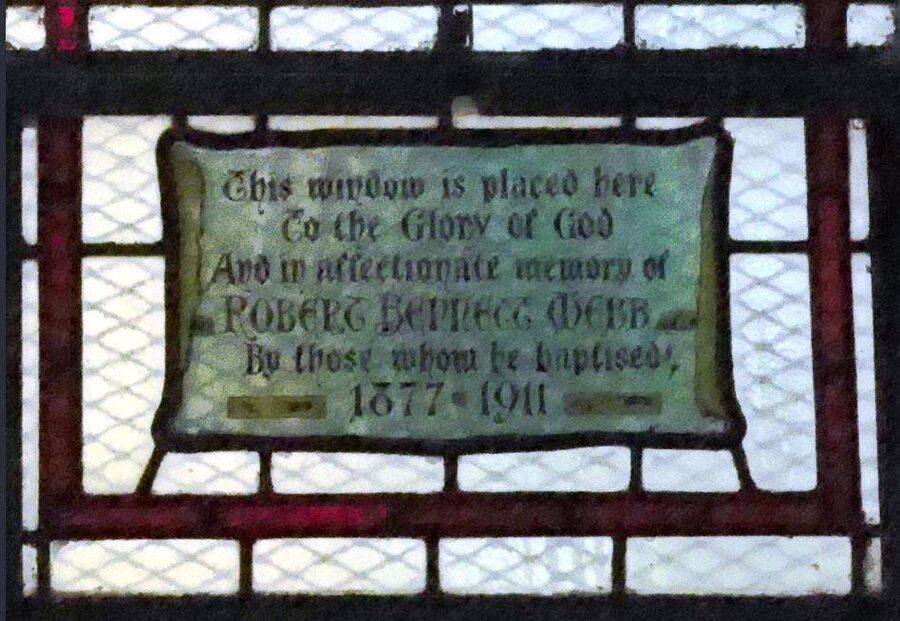 This window is placed here
To the Glory of God
And in affectionate memory of
ROBERT BENNETT WEBB
By those whom he baptised,
1877 - 1911